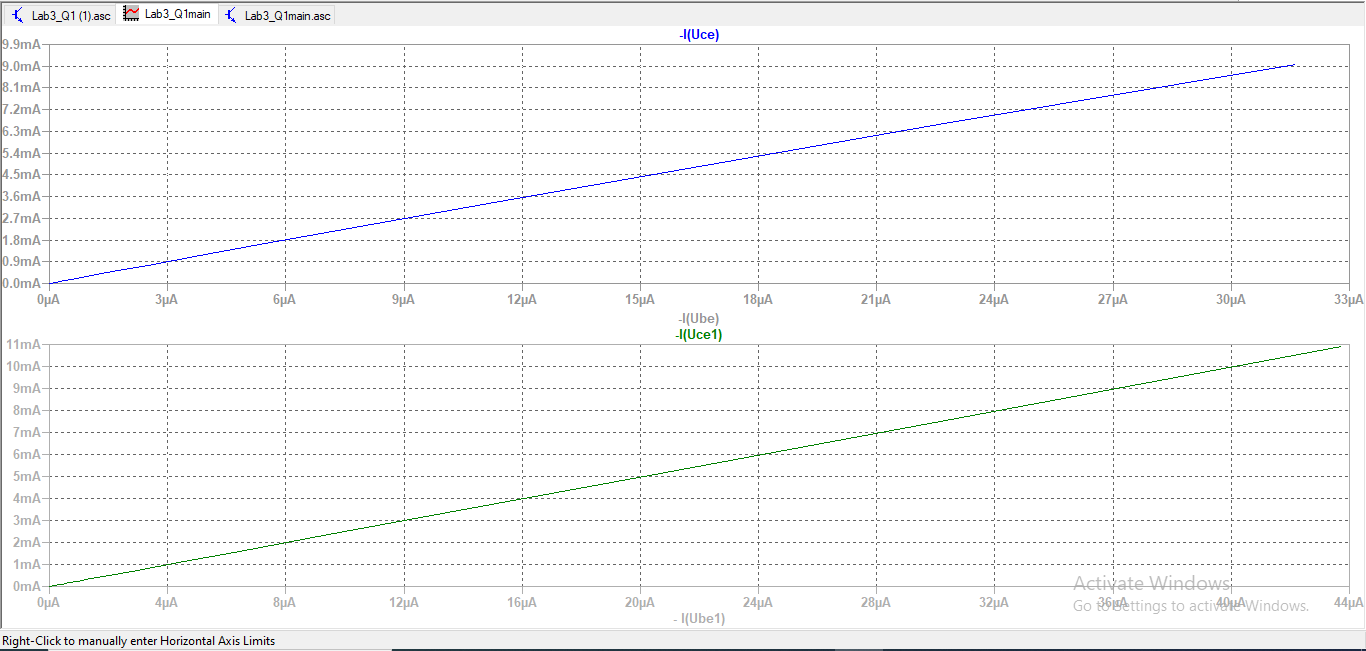 Lab3_Q1 (1).asc Lab3_Q1main Lab3_Q1main.asc
-I(Uce)
9.9mA
9.0mA
8.1mA
7.2mA
6.3mA
5.4mA
4.5mA
3.6mA
2.7mA
1.8mA
0.9mA
0.0mA
0µA 3µA 6µA 9µA 12µA 15µA 18µA 21µA 24µA 27µA 30µA 33µA
-I(Ube)
-I(Uce1)
11mA
10mA
9mA
8mA
7mA
6mA
5mA
4mA
3mA
2mA
1mA
0mA
0µA 4µA 8µA 12µA 16µA 20µA 24µA 28µA 32µA 36µA 40µA 44µA
- I(Ube1)
Activate Windows
Go to Settings to activate Windows.
Right-Click to manually enter Horizontal Axis Limits